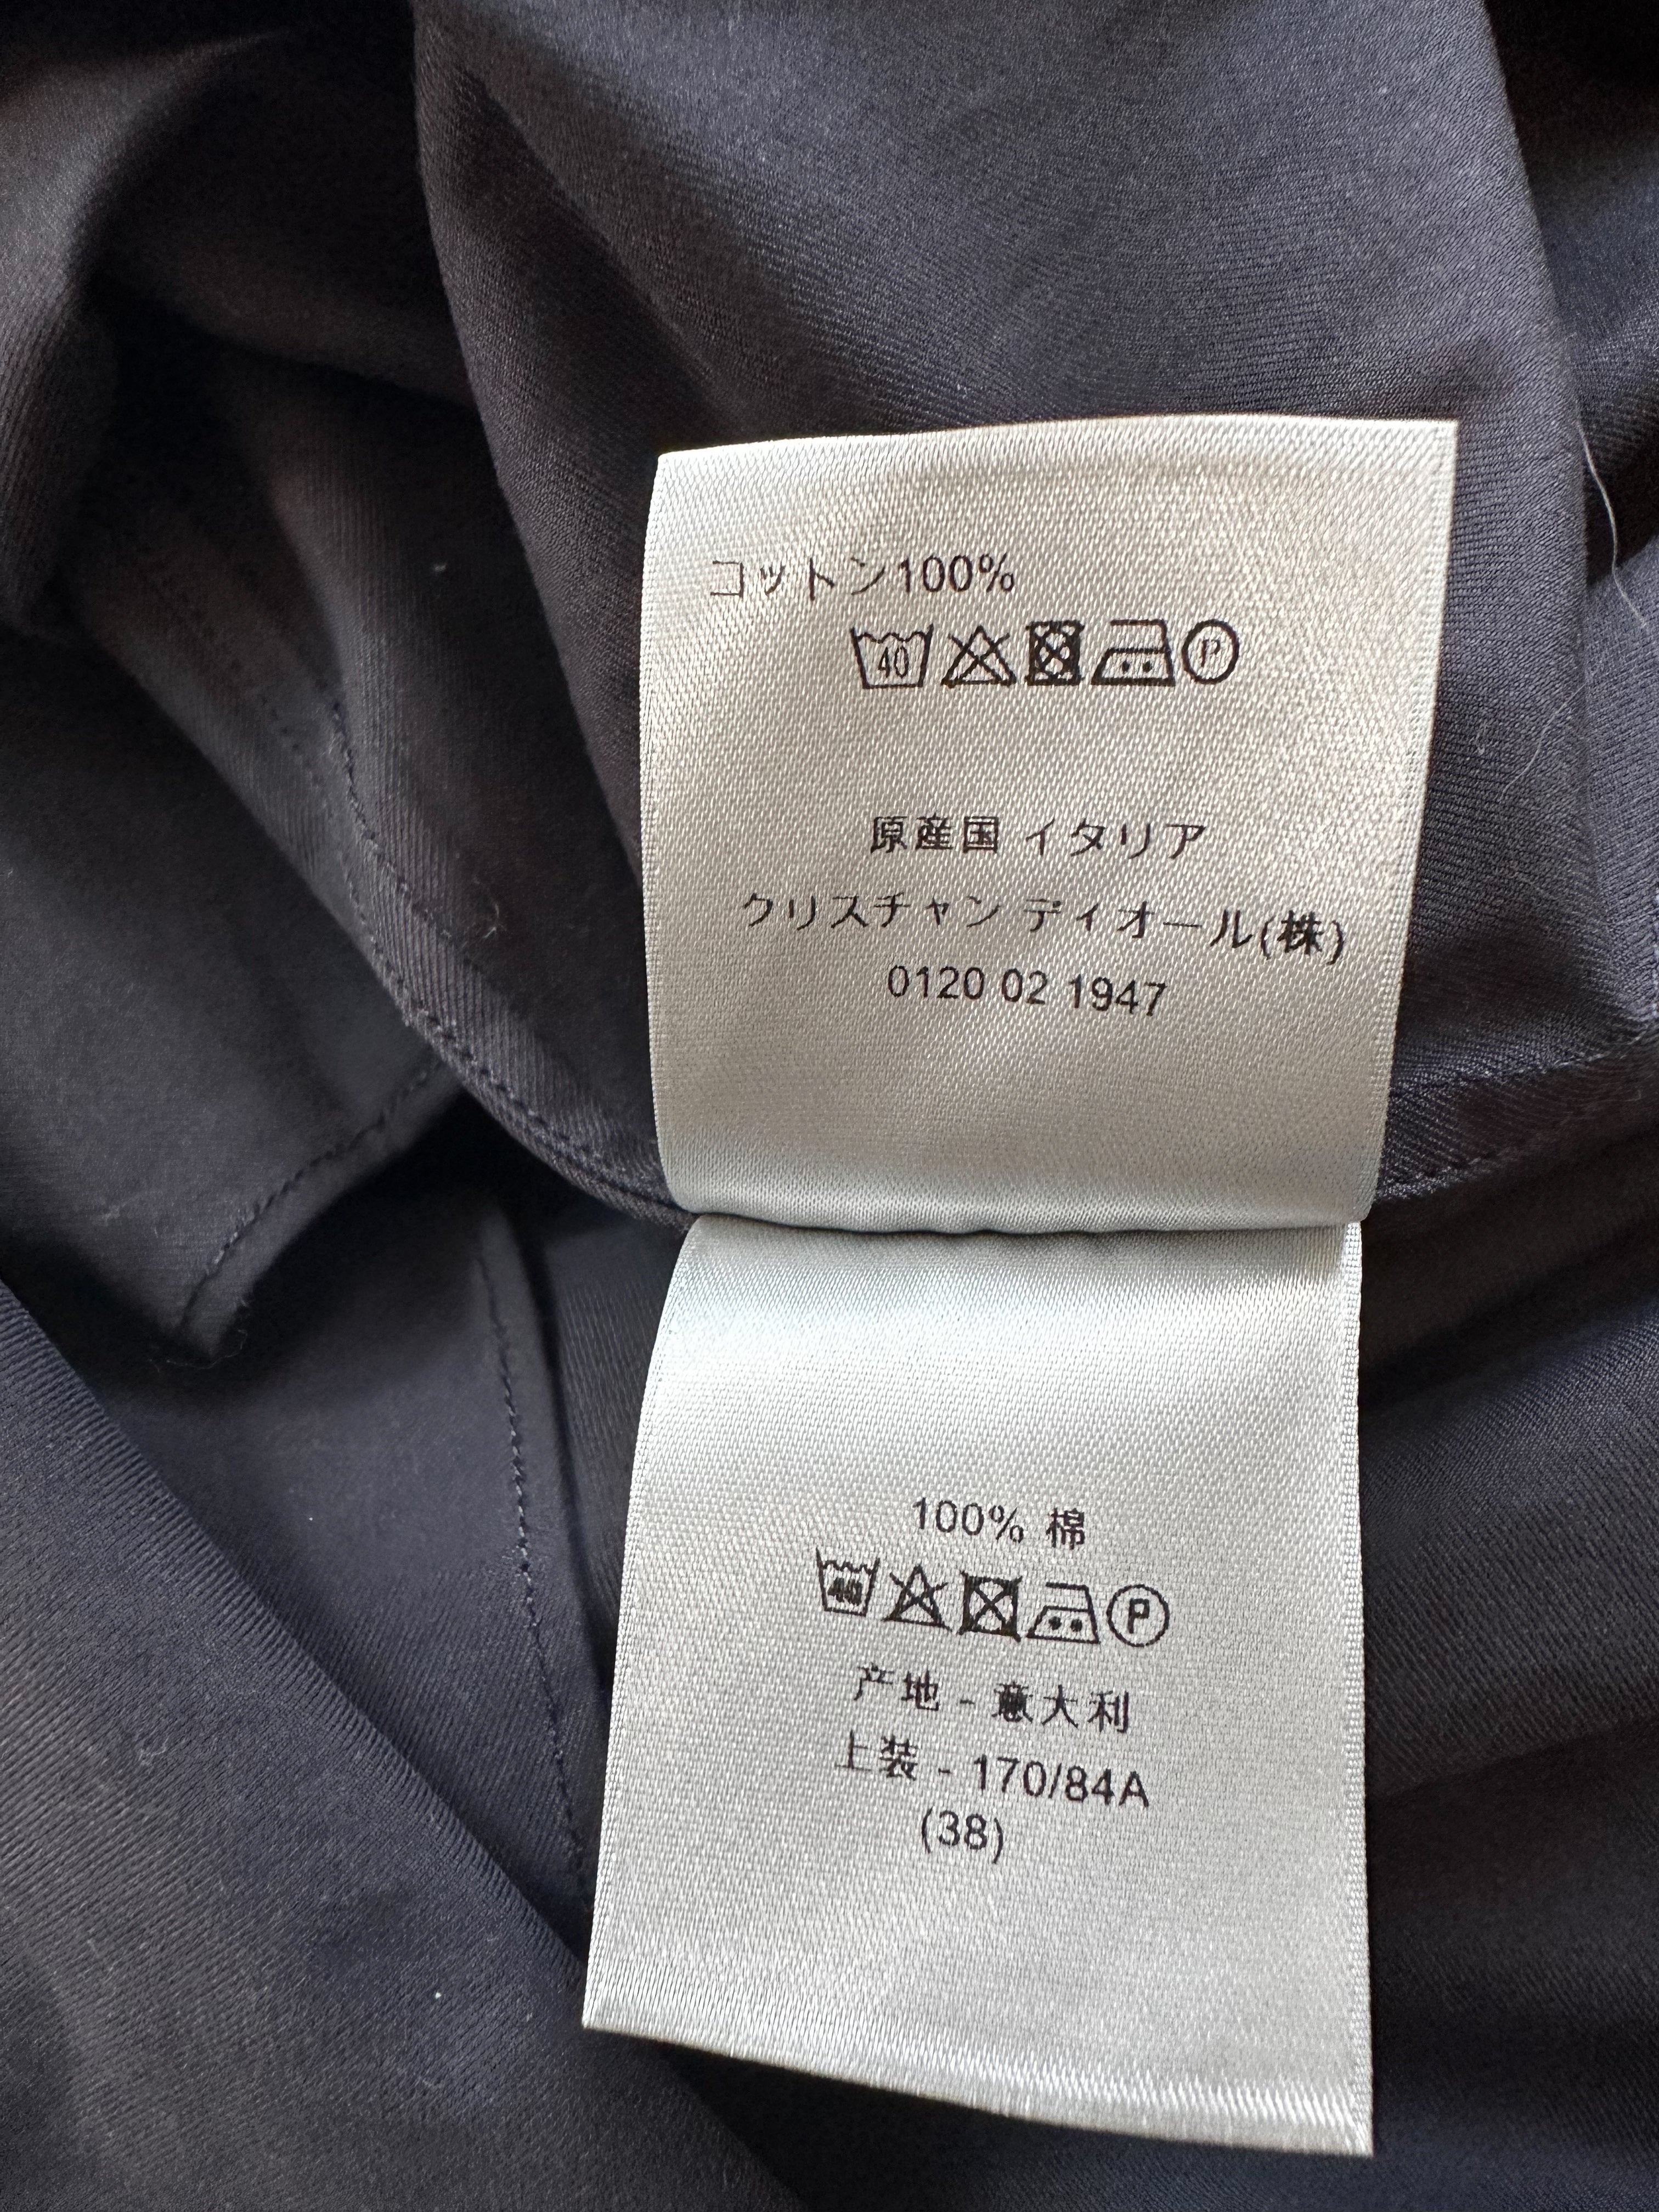 コットン100%
40 P
原産国 イタリア
クリスチャン ディオール(株)
0120 02 1947
100% 棉
40 P
产地 - 意大利
上装 - 170/84A
(38)